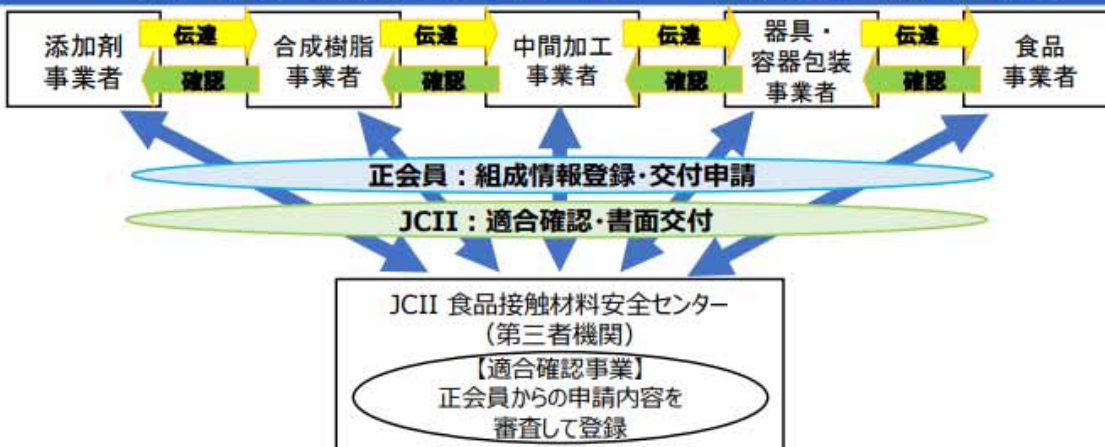 添加剤
事業者
伝達
確認
合成樹脂
事業者
伝達
確認
中間加工
事業者
伝達
確認
器具・
容器包装
事業者
伝達
確認
食品
事業者
正会員：組成情報登録・交付申請
JCII：適合確認・書面交付
JCII 食品接触材料安全センター
（第三者機関）
【適合確認事業】
正会員からの申請内容を
審査して登録